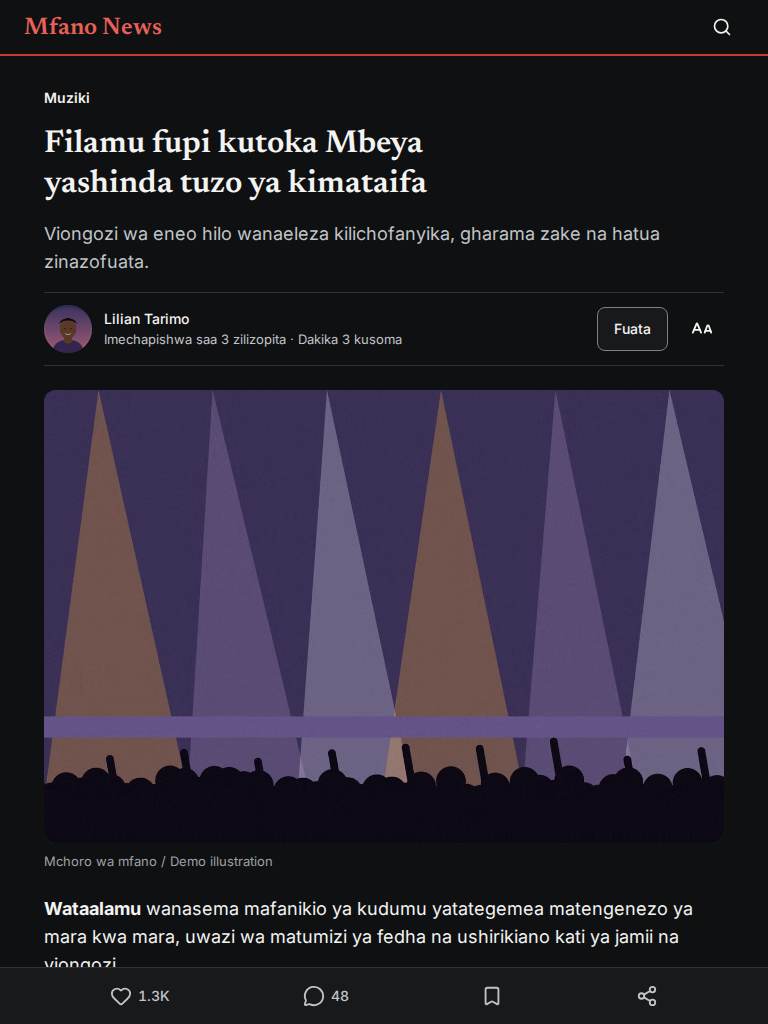 Mfano News
Muziki
Filamu fupi kutoka Mbeya
yashinda tuzo ya kimataifa
Viongozi wa eneo hilo wanaeleza kilichofanyika, gharama zake na hatua
zinazofuata.
Lilian Tarimo
Imechapishwa saa 3 zilizopita · Dakika 3 kusoma
Fuata
AA
Mchoro wa mfano / Demo illustration
Wataalamu wanasema mafanikio ya kudumu yatategemea matengenezo ya
mara kwa mara, uwazi wa matumizi ya fedha na ushirikiano kati ya jamii na
viongozi.
1.3K
48